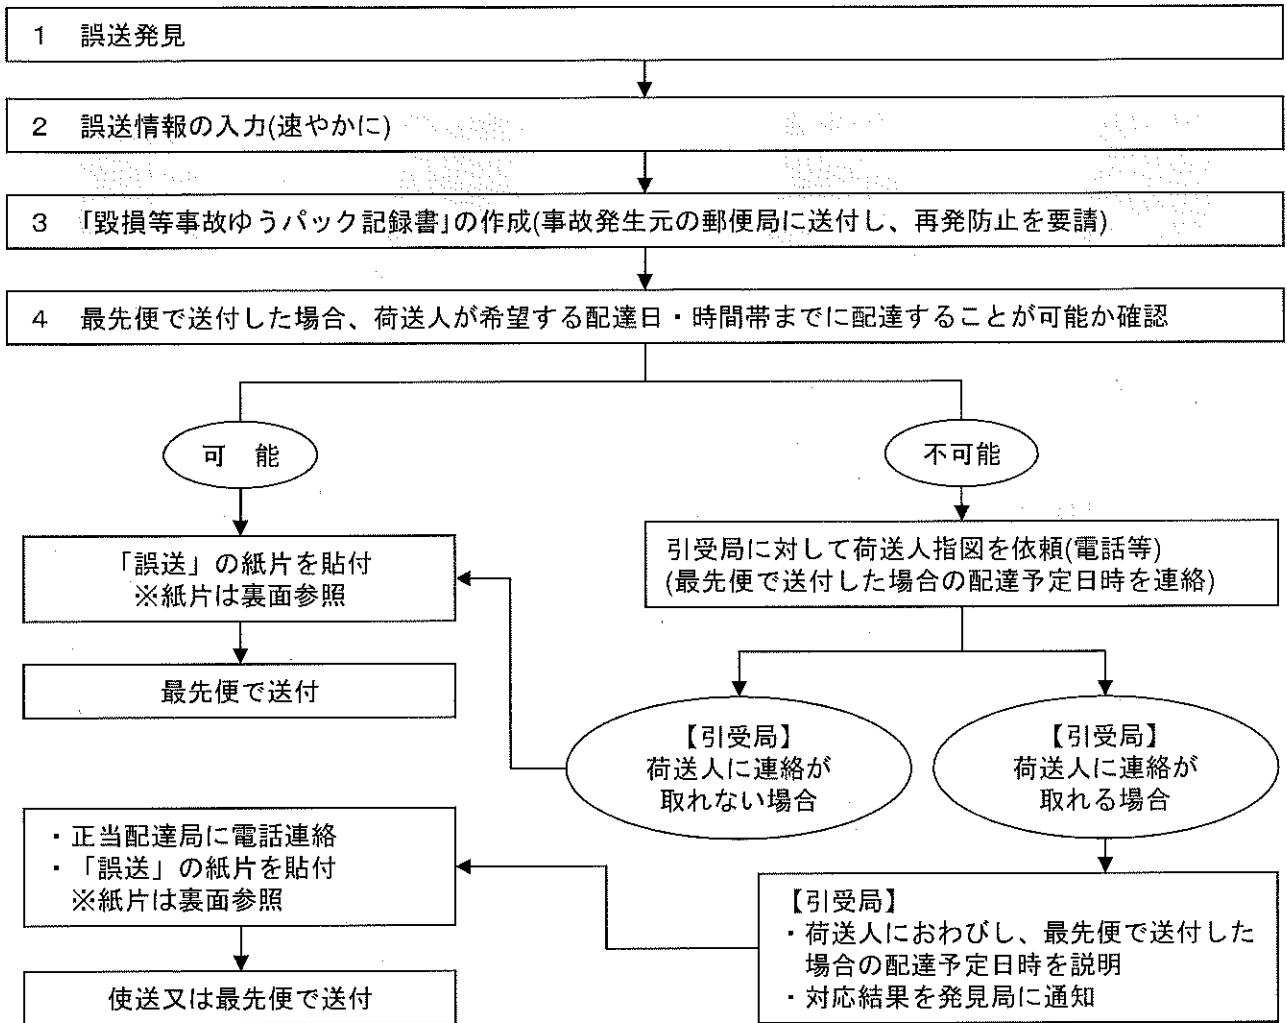 1 誤送発見
2 誤送情報の入力(速やかに)
3 「毀損等事故ゆうパック記録書」の作成(事故発生元の郵便局に送付し、再発防止を要請)
4 最先便で送付した場合、荷送人が希望する配達日・時間帯までに配達することが可能か確認
可 能
不可能
「誤送」の紙片を貼付
※紙片は裏面参照
引受局に対して荷送人指図を依頼(電話等)
(最先便で送付した場合の配達予定日時を連絡)
最先便で送付
【引受局】
荷送人に連絡が
取れない場合
【引受局】
荷送人に連絡が
取れる場合
・正当配達局に電話連絡
・「誤送」の紙片を貼付
※紙片は裏面参照
【引受局】
・荷送人におわびし、最先便で送付した
場合の配達予定日時を説明
・対応結果を発見局に通知
使送又は最先便で送付